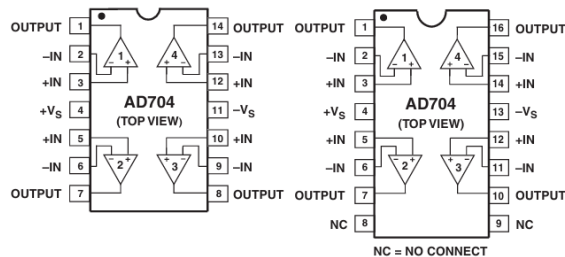 OUTPUT 1 14 OUTPUT
–IN 2 – + 1 4 + – 13 –IN
+IN 3 12 +IN
+VS 4 AD704 11 –VS
(TOP VIEW)
+IN 5 10 +IN
–IN 6 – + 2 3 + – 9 –IN
OUTPUT 7 8 OUTPUT
OUTPUT 1 16 OUTPUT
–IN 2 1 4 15 –IN
+IN 3 – + + – 14 +IN
+VS 4 AD704 13 –VS
(TOP VIEW)
+IN 5 12 +IN
–IN 6 – + 2 3 + – 11 –IN
OUTPUT 7 10 OUTPUT
NC 8 9 NC
NC = NO CONNECT